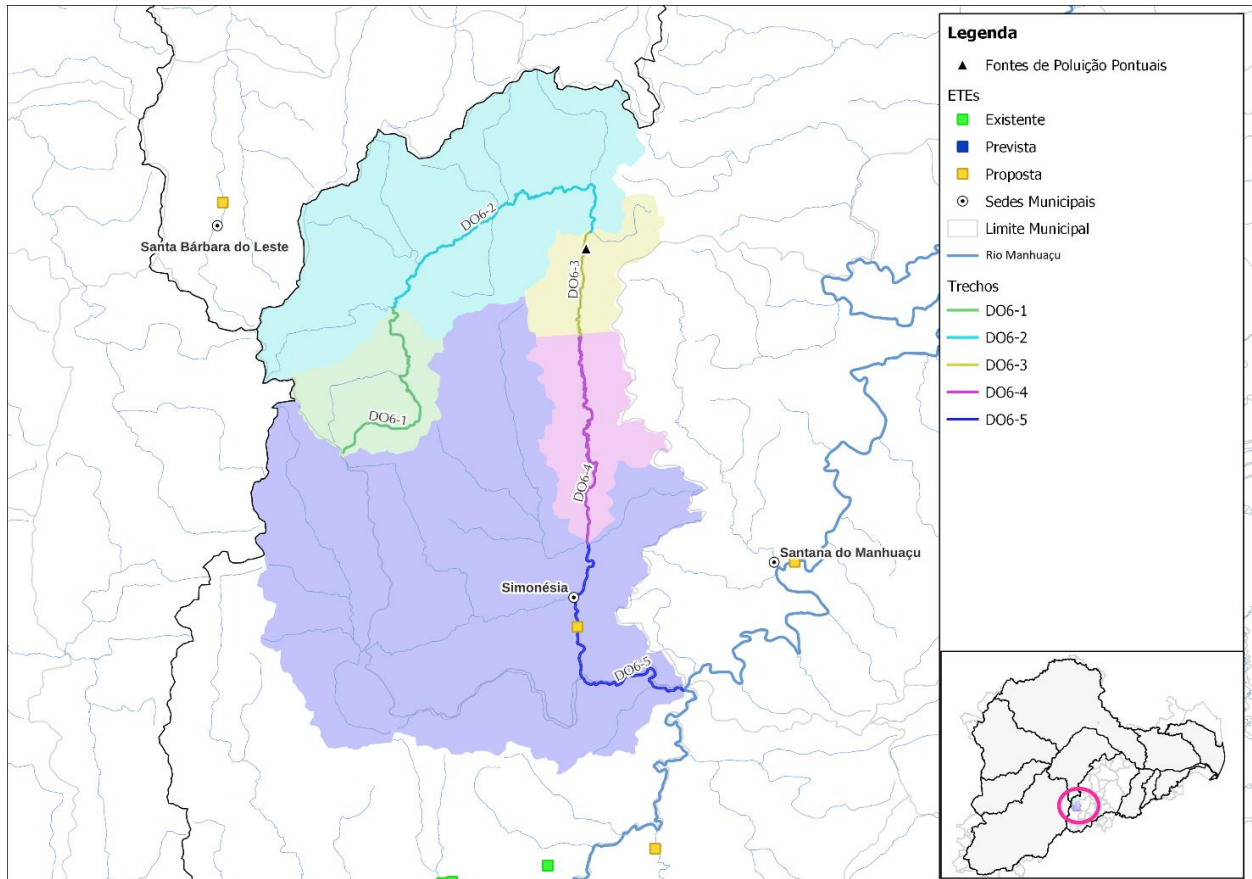 Legenda
Fontes de Poluição Pontuais
ETEs
Existente
Prevista
Proposta
Sedes Municipais
Limite Municipal
Rio Manhuaçu
Trechos
DO6-1
DO6-2
DO6-3
DO6-4
DO6-5
DO6-2
Santa Bárbara do Leste
DO6-3
DO6-1
DO6-4
Santana do Manhuaçu
Simonésia
DO6-5